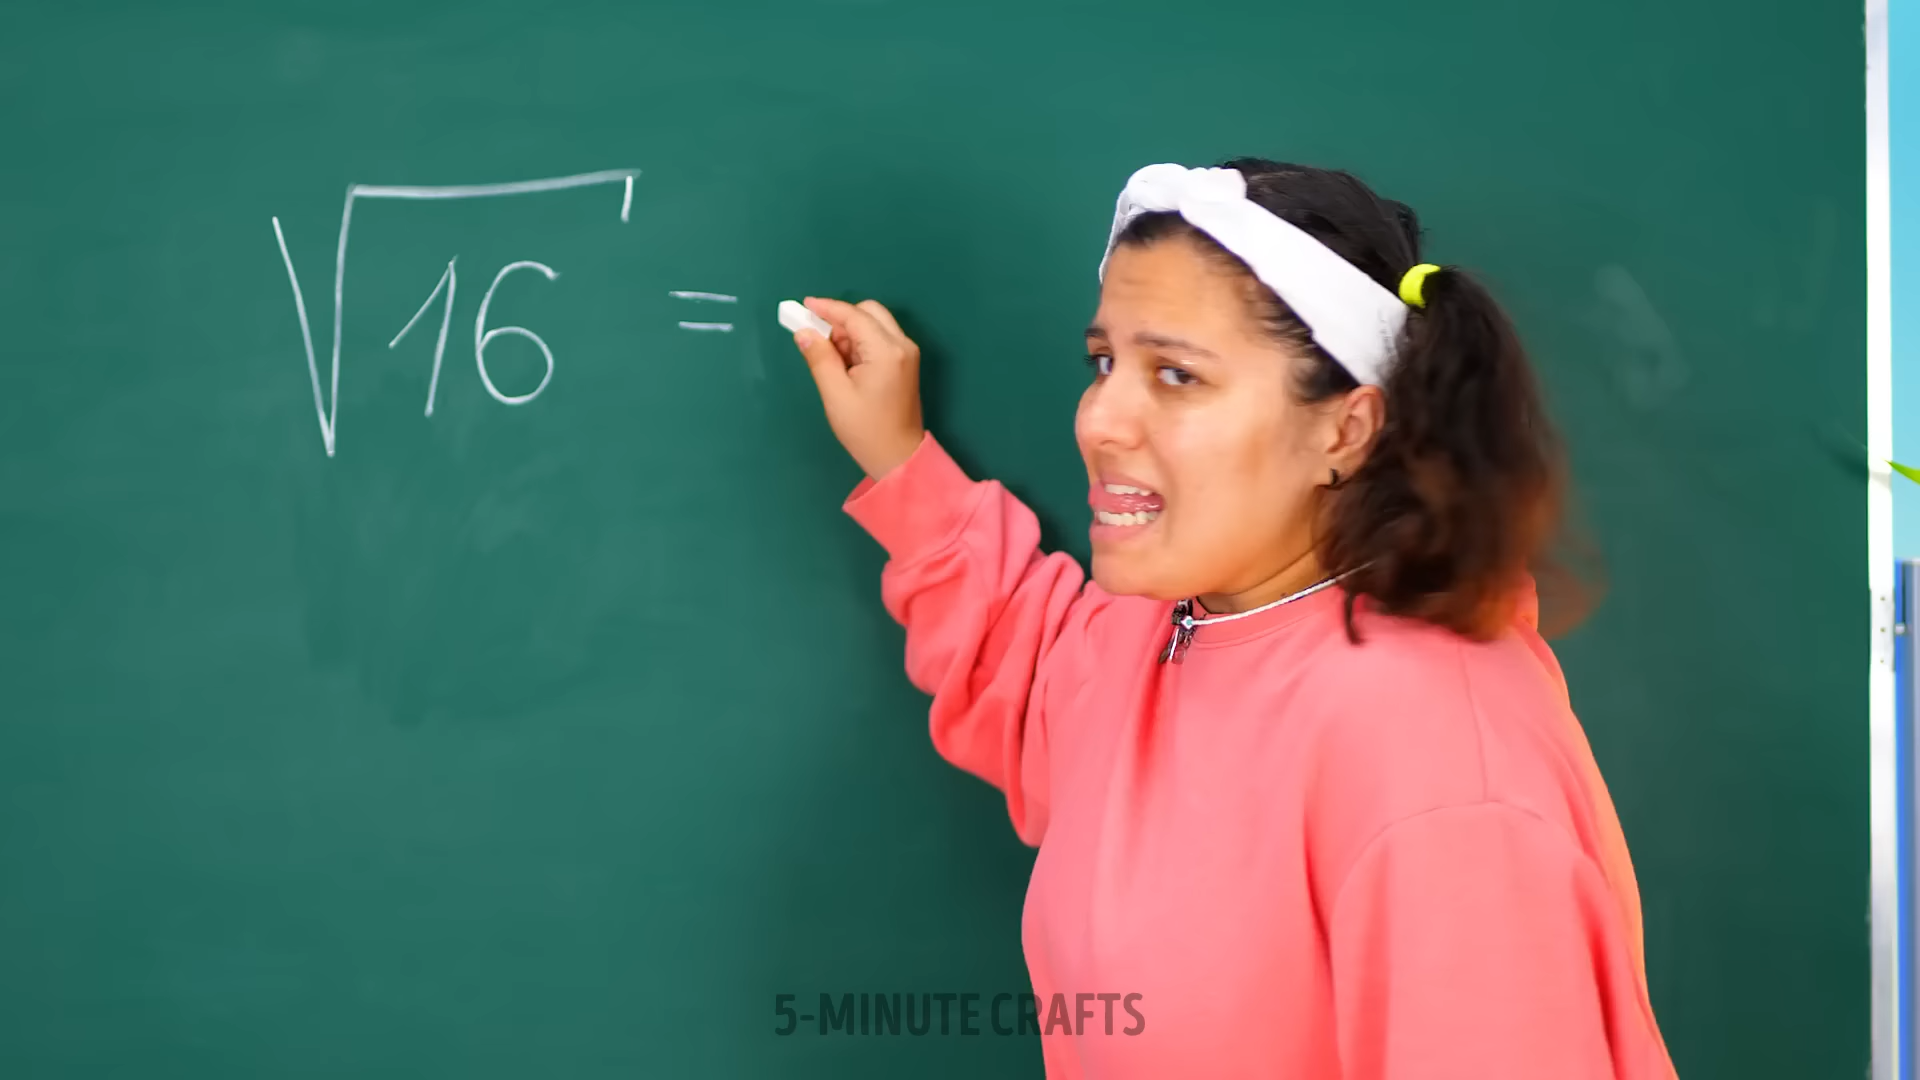 √16 =
5-MINUTE CRAFTS